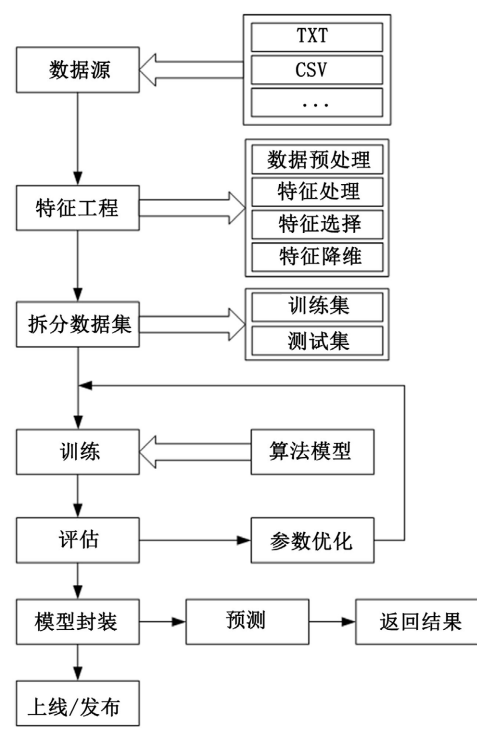 TXT
数据源
CSV
...
数据预处理
特征处理
特征工程
特征选择
特征降维
训练集
拆分数据集
测试集
训练
算法模型
评估
参数优化
模型封装
预测
返回结果
上线/发布